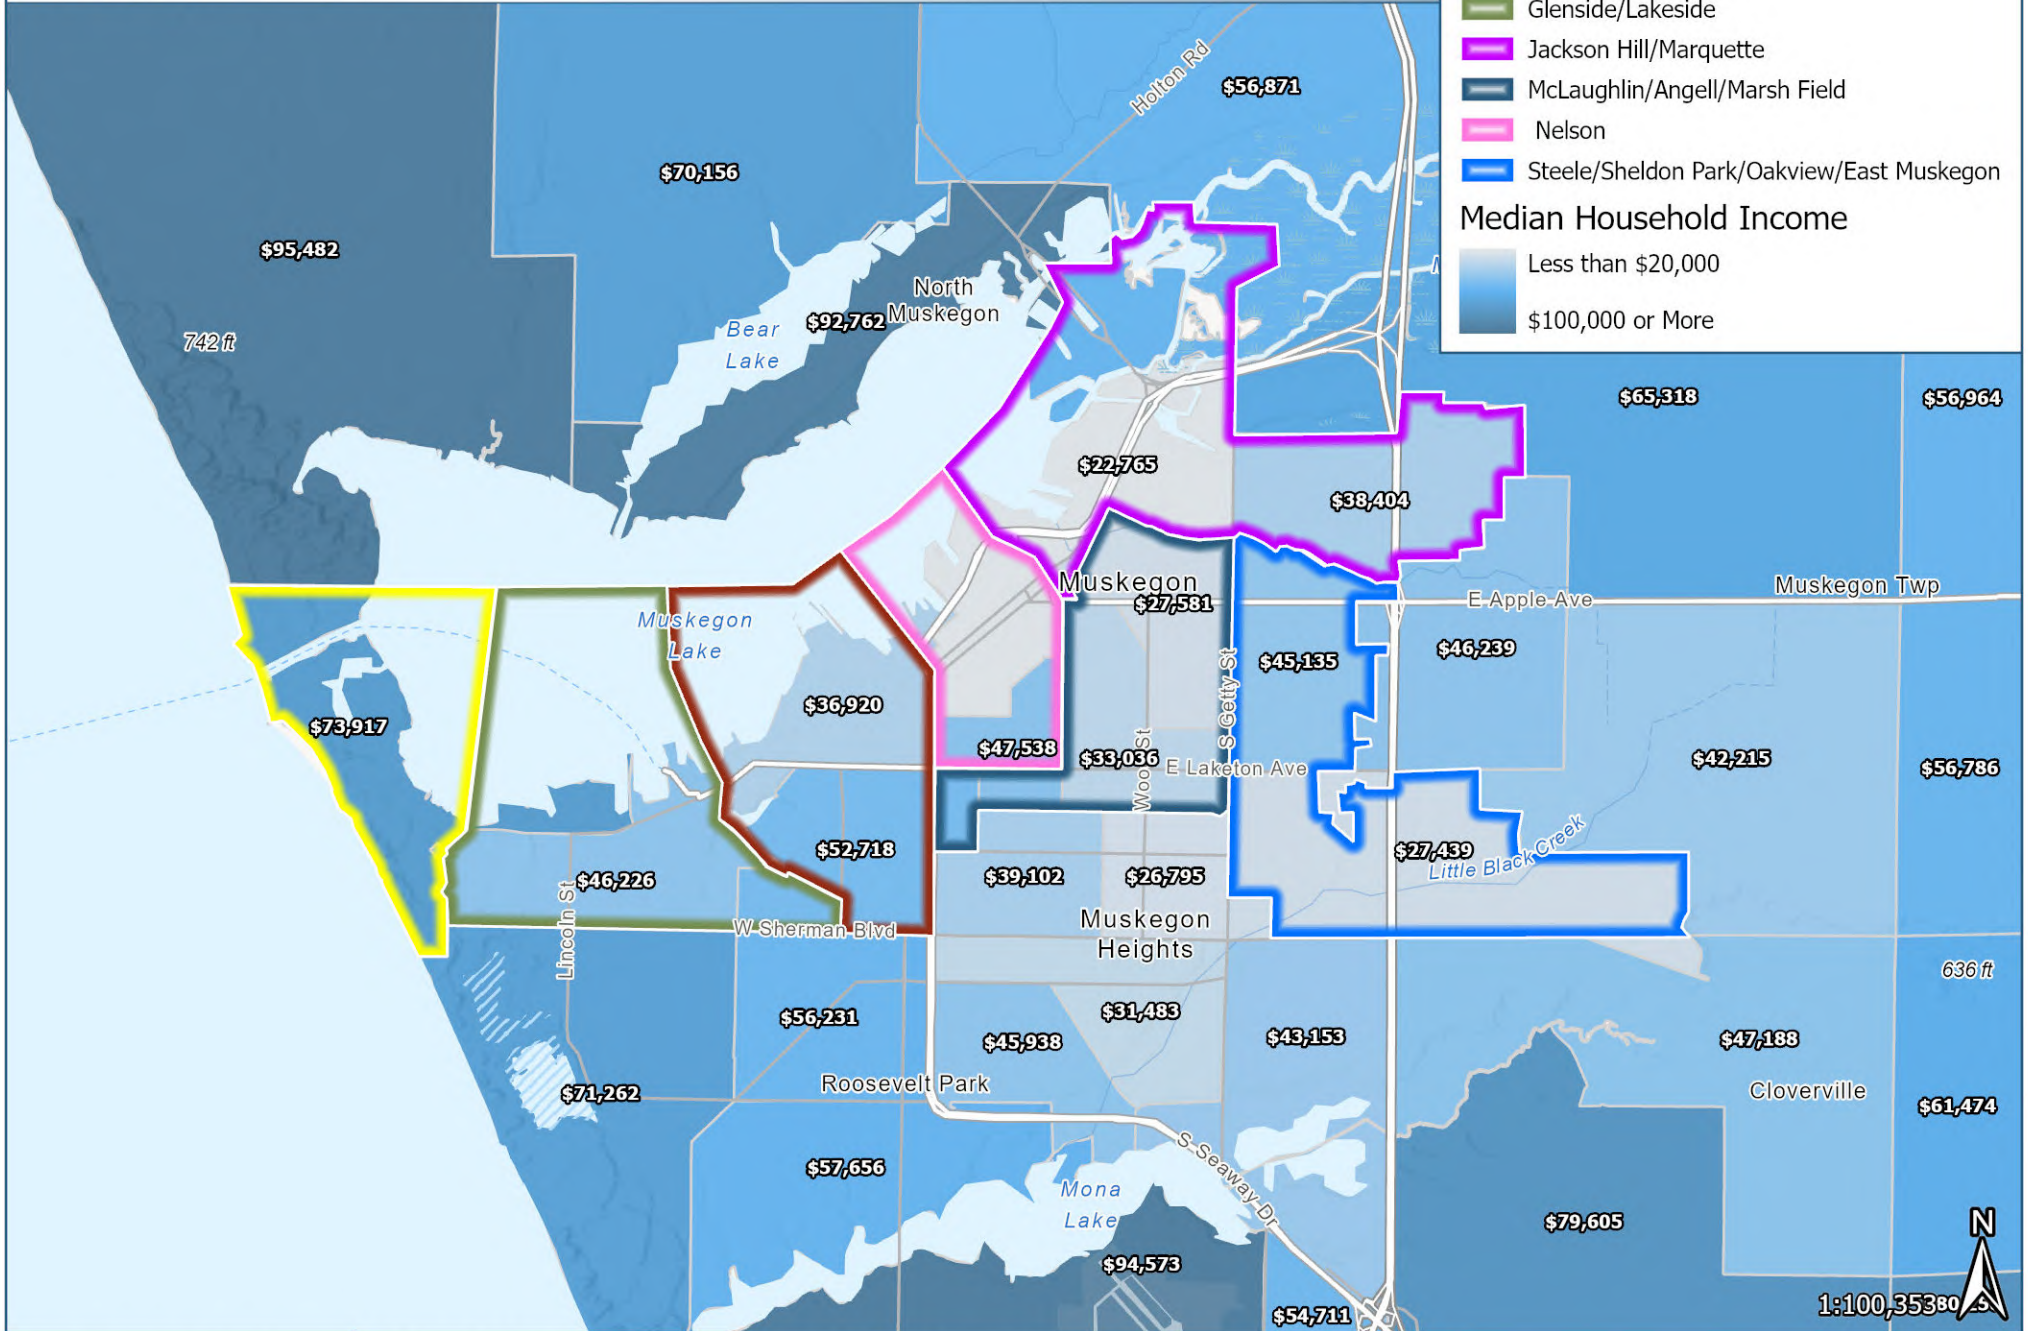 Glenside/Lakeside
Jackson Hill/Marquette
McLaughlin/Angell/Marsh Field
Nelson
Steele/Sheldon Park/Oakview/East Muskegon
Median Household Income
Less than $20,000
$100,000 or More
Holton Rd
$56,871
$70,156
$95,482
North
Muskegon
$92,762
Bear
Lake
742 ft
$65,318
$56,964
$22,765
$38,404
Muskegon
$27,581
E Apple Ave
Muskegon Twp
Muskegon
Lake
$45,135
$46,239
S Getty St
$36,920
$73,917
$47,538
$33,036
Wood St
E Laketon Ave
$42,215
$56,786
$52,718
$27,439
Little Black Creek
$46,226
$39,102
$26,795
Lincoln St
W Sherman Blvd
Muskegon
Heights
636 ft
$56,231
$31,483
$45,938
$43,153
$47,188
Roosevelt Park
Cloverville
$71,262
$61,474
$57,656
S Seaway Dr
Mona
Lake
$79,605
N
$94,573
$54,711
1:100,353